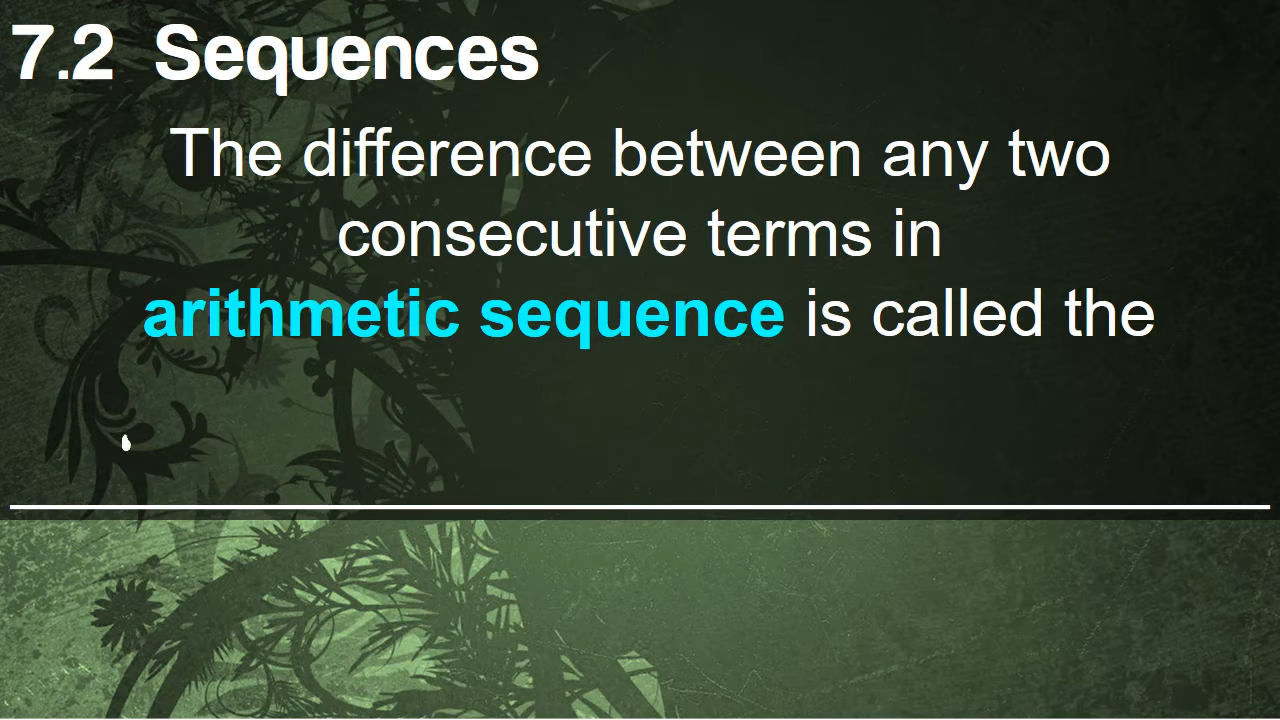 7.2 Sequences
The difference between any two
consecutive terms in
arithmetic sequence is called the